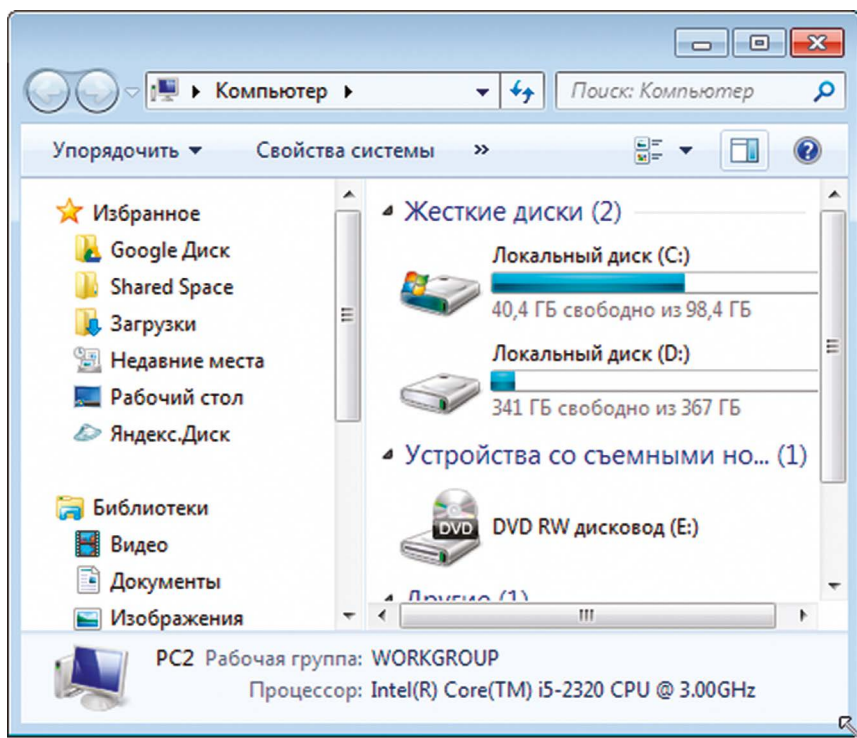 Компьютер
Поиск: Компьютер
Упорядочить
Свойства системы
»
Избранное
Google Диск
Shared Space
Загрузки
Недавние места
Рабочий стол
Яндекс.Диск
Библиотеки
Видео
Документы
Изображения
Жесткие диски (2)
Локальный диск (C:)
40,4 ГБ свободно из 98,4 ГБ
Локальный диск (D:)
341 ГБ свободно из 367 ГБ
Устройства со съемными но... (1)
DVD
DVD RW дисковод (E:)
Другие (1)
PC2 Рабочая группа: WORKGROUP
Процессор: Intel(R) Core(TM) i5-2320 CPU @ 3.00GHz